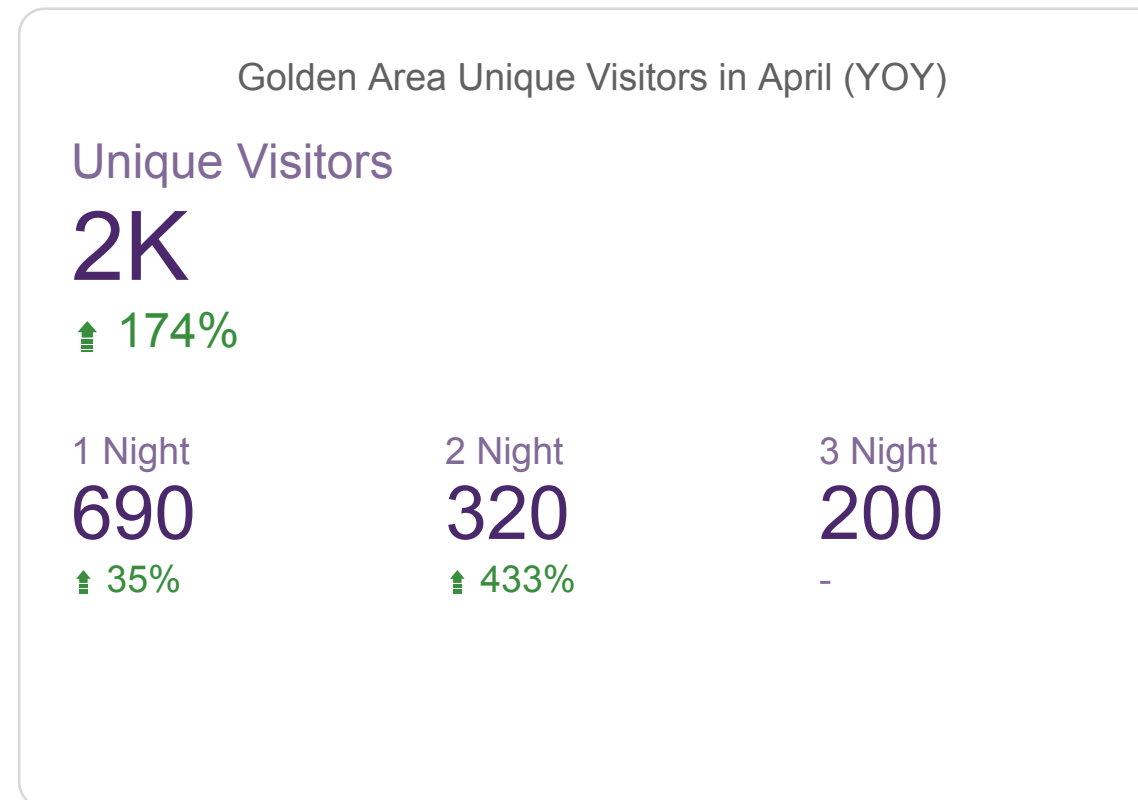 Golden Area Unique Visitors in April (YOY)
Unique Visitors
2K
174%
1 Night 2 Night 3 Night
690 320 200
35% 433% -